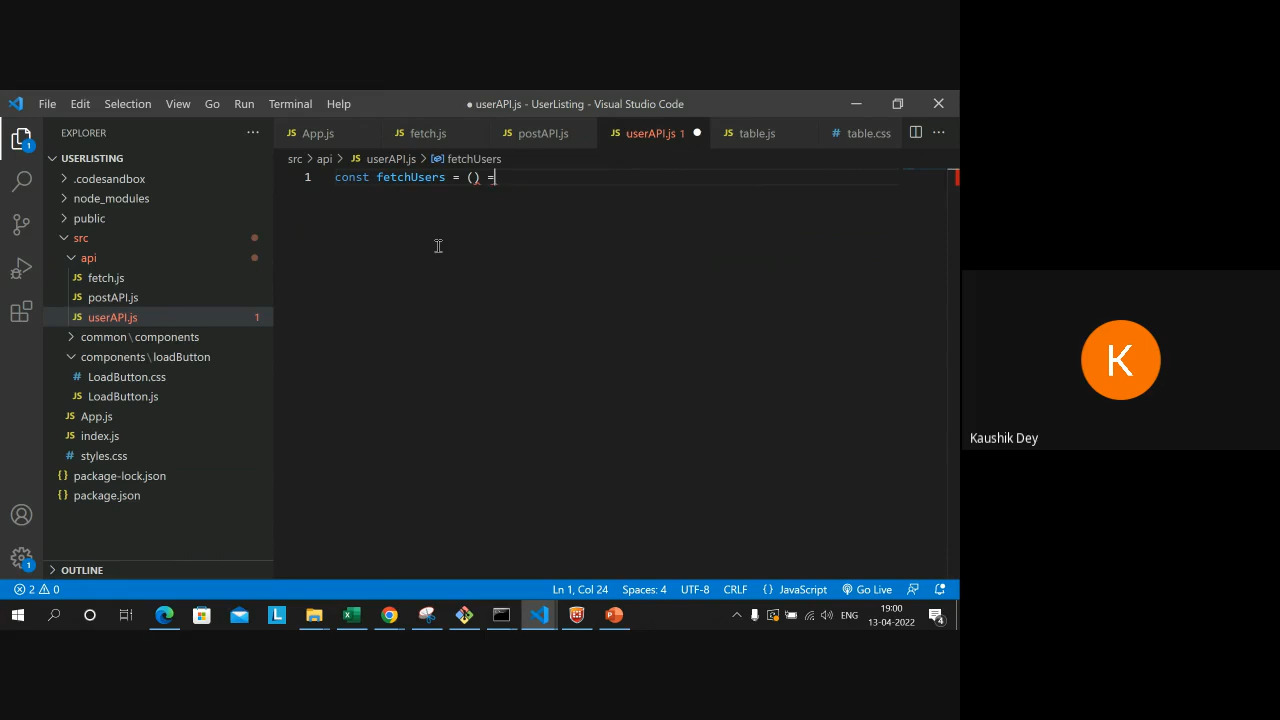 File Edit Selection View Go Run Terminal Help
● userAPI.js - UserListing - Visual Studio Code
EXPLORER
JS App.js
JS fetch.js
JS postAPI.js
JS userAPI.js 1
JS table.js
# table.css
USERLISTING
src > api > JS userAPI.js > fetchUsers
1 const fetchUsers = () =
.codesandbox
node_modules
public
src
api
JS fetch.js
JS postAPI.js
JS userAPI.js 1
common\components
components\loadButton
# LoadButton.css
JS LoadButton.js
JS App.js
JS index.js
# styles.css
{} package-lock.json
{} package.json
1
1
OUTLINE
2 0
Ln 1, Col 24 Spaces: 4 UTF-8 CRLF {} JavaScript Go Live
L
ENG
19:00
13-04-2022
4
K
Kaushik Dey